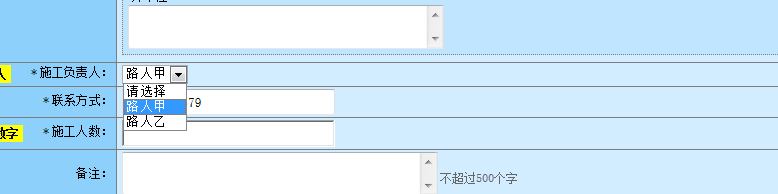 人 *施工负责人： 路人甲
请选择
*联系方式： 路人甲 79
路人乙
数字 *施工人数：
备注： 不超过500个字